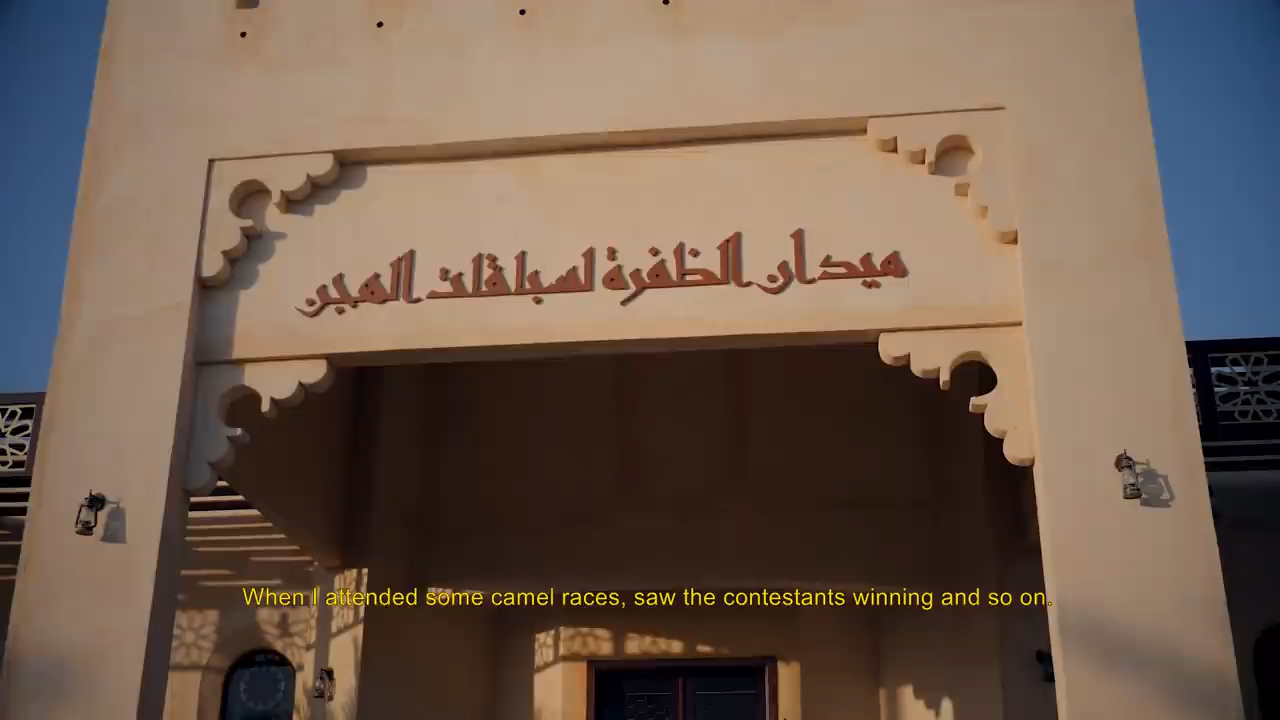 ميدان الظفرة لسباقات الهجن
When I attended some camel races, saw the contestants winning and so on.